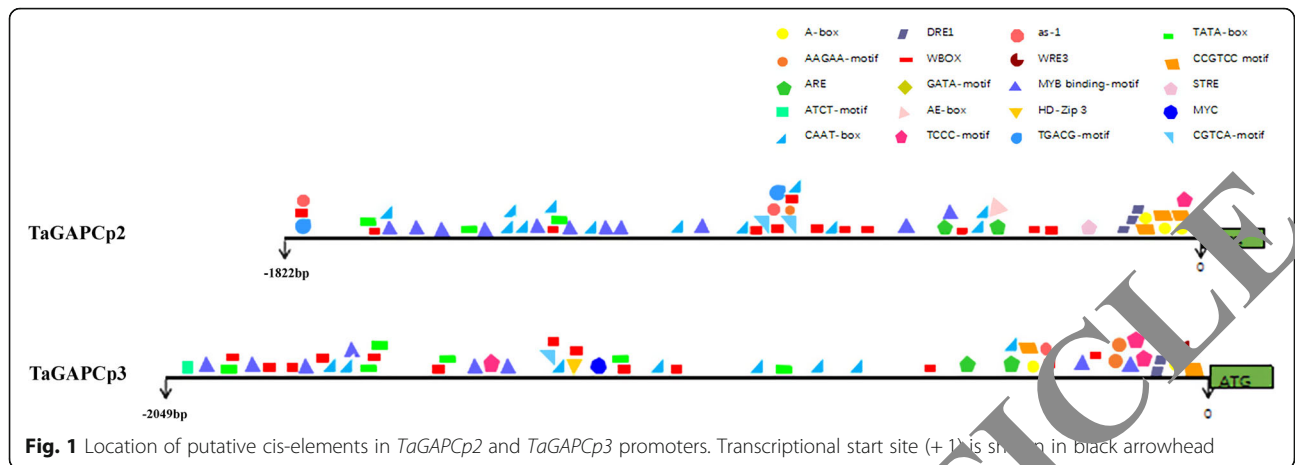 A-box DRE1 as-1 TATA-box
AAGAA-motif WBOX WRE3 CCGTCC motif
ARE GATA-motif MYB binding-motif STRE
ATCT-motif AE-box HD-Zip 3 MYC
CAAT-box TCCC-motif TGACG-motif CGTCA-motif
TaGAPCp2
-1822bp 0
TaGAPCp3
ATG
-2049bp 0
Fig. 1 Location of putative cis-elements in TaGAPCp2 and TaGAPCp3 promoters. Transcriptional start site (+ 1) is in black arrowhead